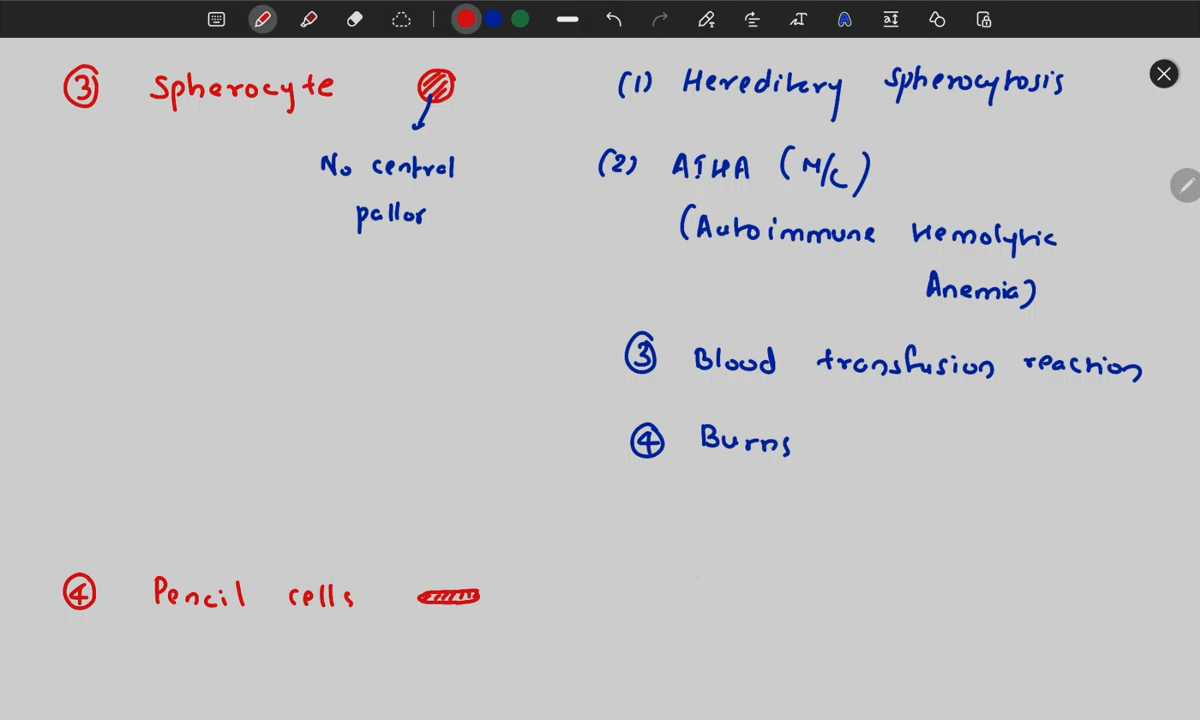 ③ Spherocyte
No central
pallor
(1) Hereditary Spherocytosis
(2) AIHA (M/C)
(Autoimmune Hemolytic
Anemia)
③ Blood transfusion reaction
④ Burns
④ Pencil cells